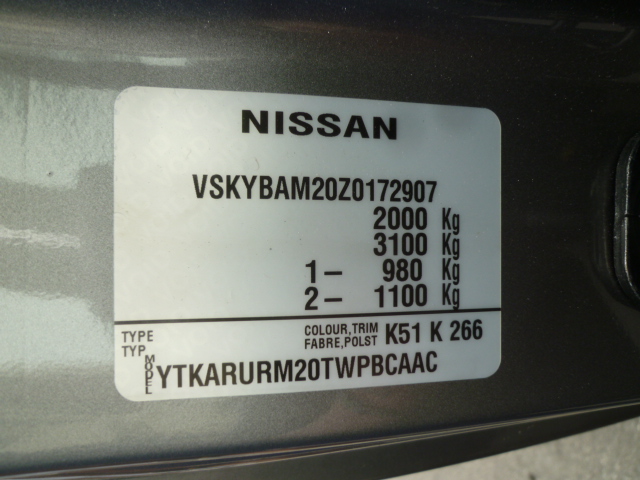 NISSAN
VSKYBAM20Z0172907
2000 Kg
3100 Kg
1- 980 Kg
2- 1100 Kg
TYPE COLOUR,TRIM K51 K 266
TYP FABRE,POLST
MODEL YTKARURM20TWPBCAAC